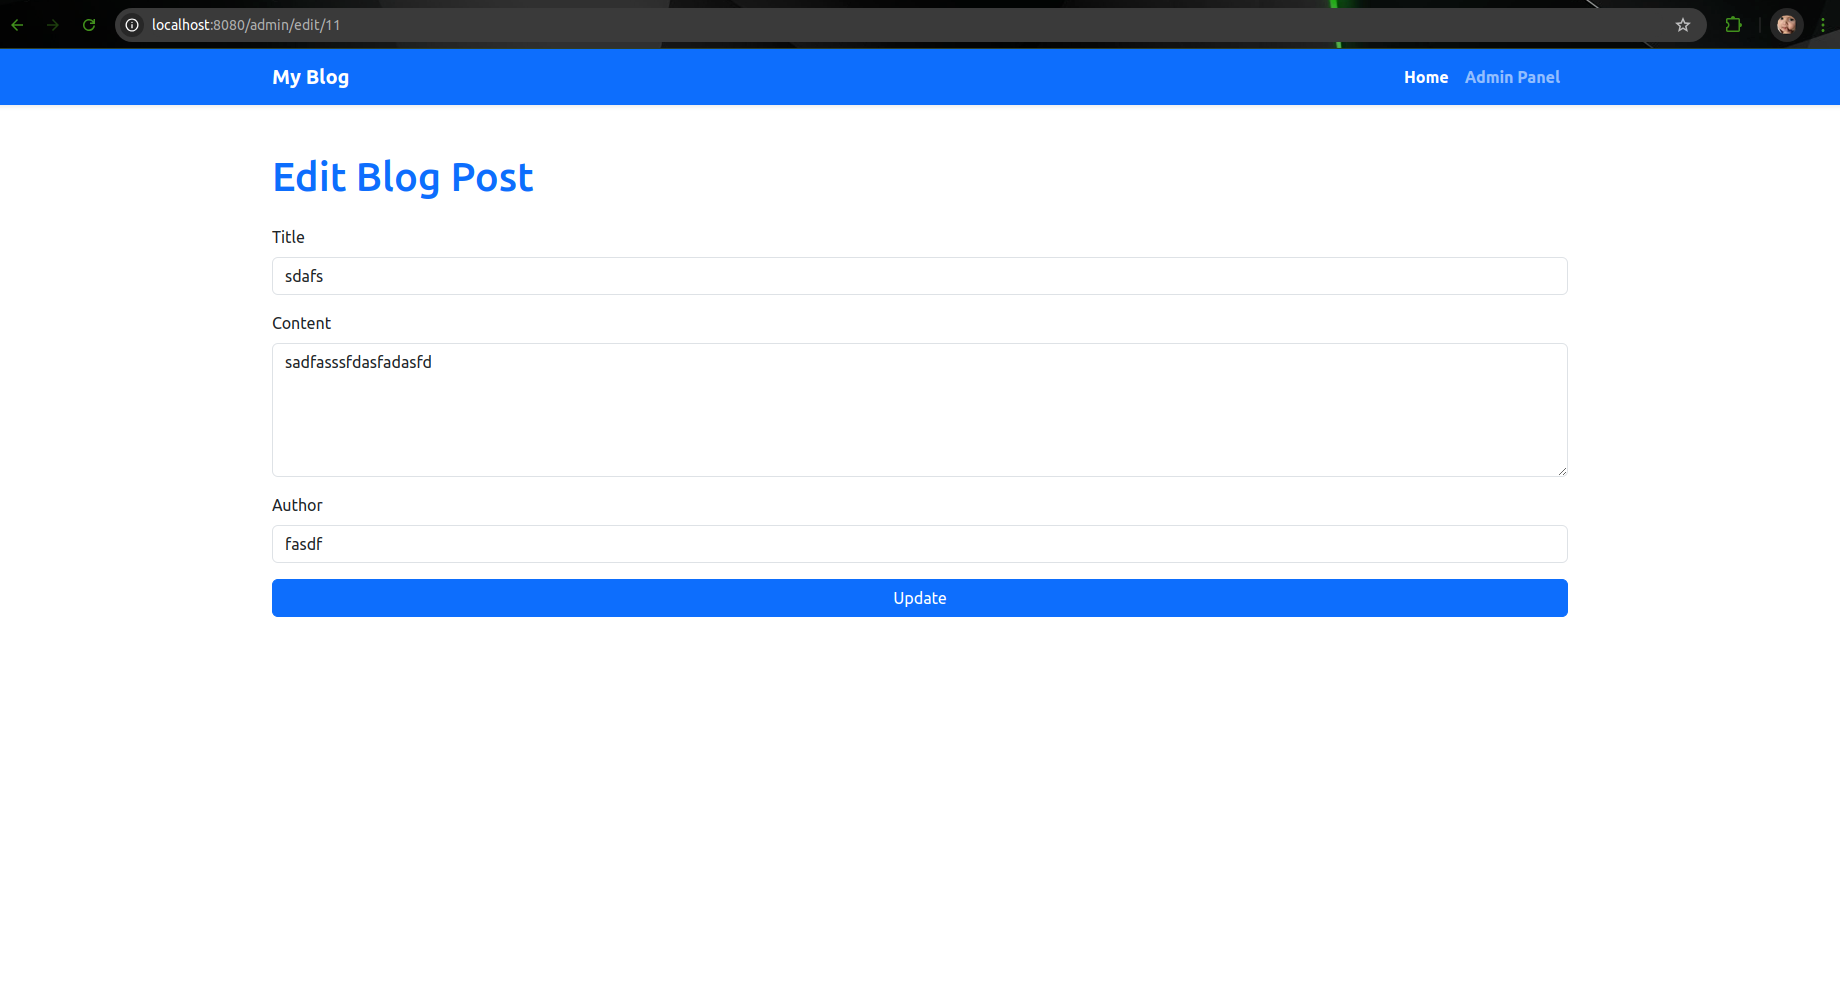 localhost:8080/admin/edit/11
My Blog
Home Admin Panel
Edit Blog Post
Title
sdafs
Content
sadfasssfdasfadasfd
Author
fasdf
Update